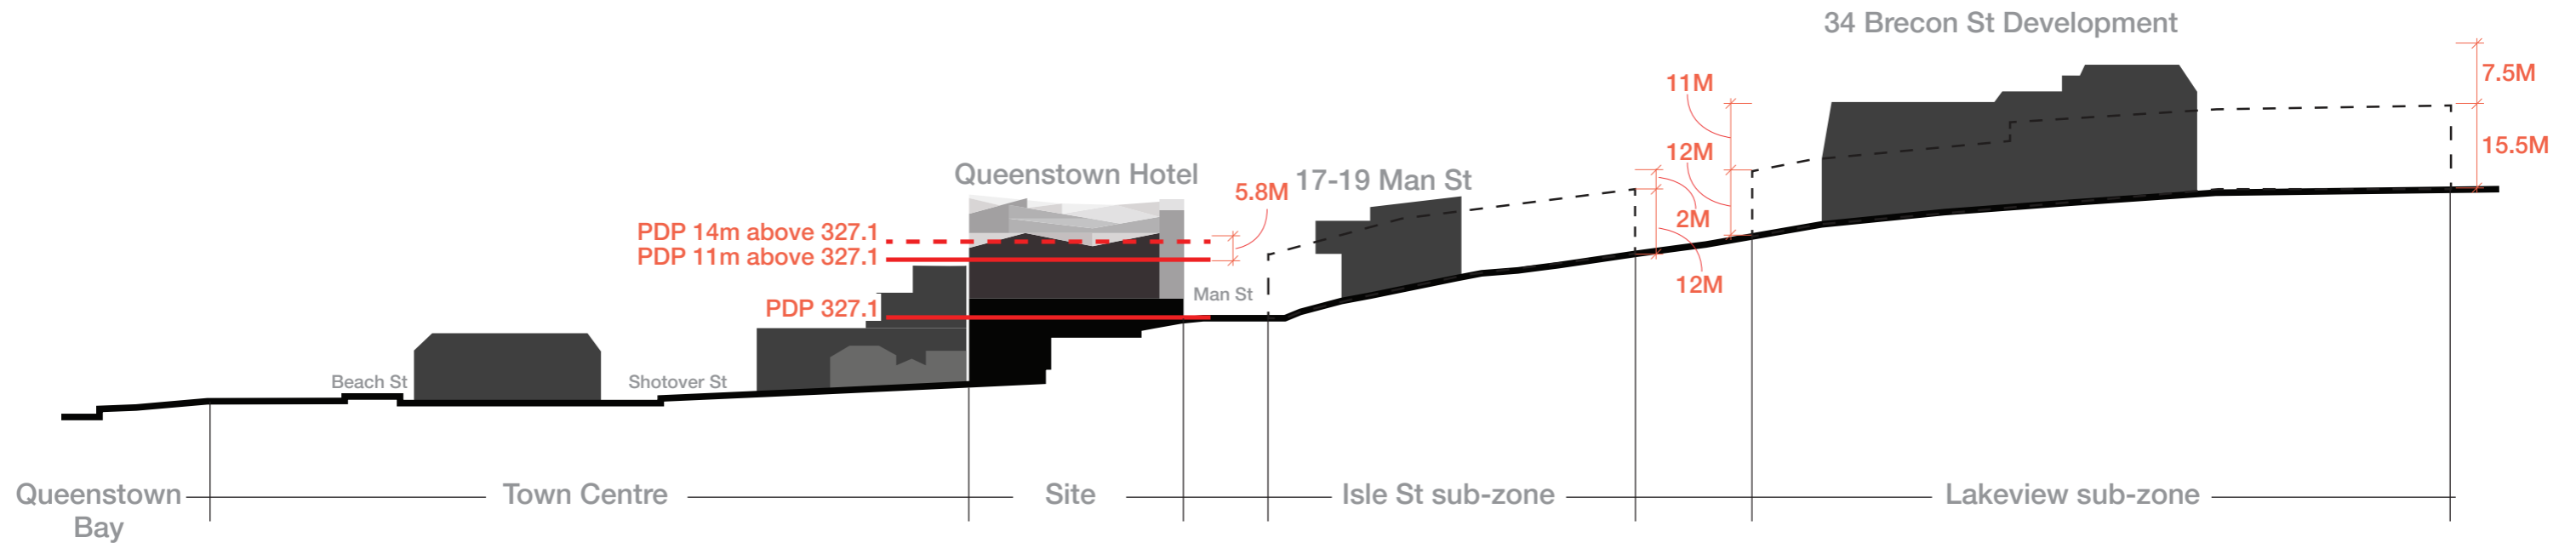 34 Brecon St Development
7.5M
11M
15.5M
12M
Queenstown Hotel
17-19 Man St
5.8M
2M
PDP 14m above 327.1
PDP 11m above 327.1
12M
Man St
PDP 327.1
Beach St
Shotover St
Queenstown
Bay
Town Centre
Site
Isle St sub-zone
Lakeview sub-zone